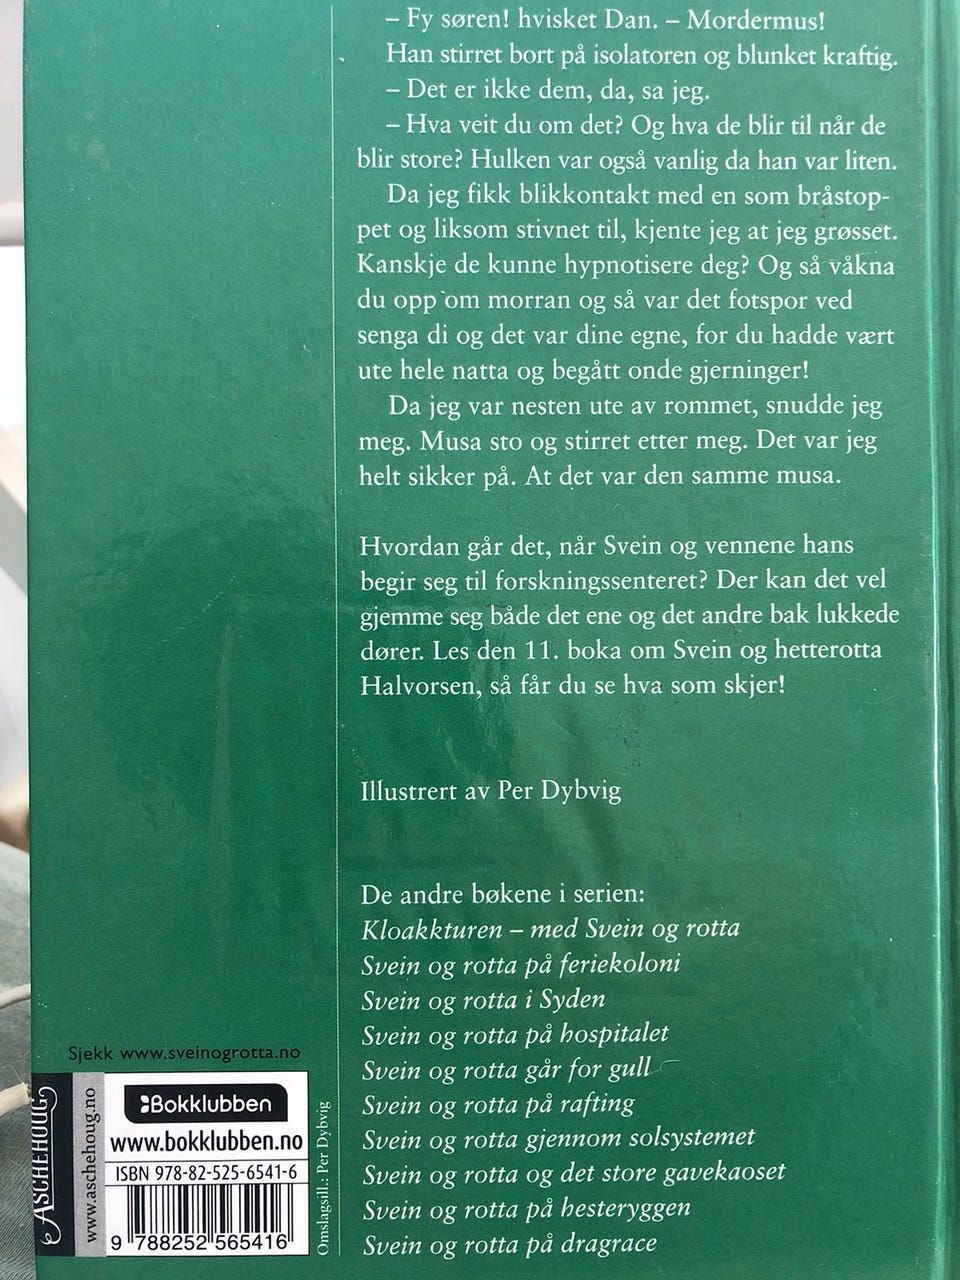 – Fy søren! hvisket Dan. – Mordermus!
Han stirret bort på isolatoren og blunket kraftig.
– Det er ikke dem, da, sa jeg.
– Hva veit du om det? Og hva de blir til når de
blir store? Hulken var også vanlig da han var liten.
Da jeg fikk blikkontakt med en som bråstop-
pet og liksom stivnet til, kjente jeg at jeg grøsset.
Kanskje de kunne hypnotisere deg? Og så våkna
du opp om morran og så var det fotspor ved
senga di og det var dine egne, for du hadde vært
ute hele natta og begått onde gjerninger!
Da jeg var nesten ute av rommet, snudde jeg
meg. Musa sto og stirret etter meg. Det var jeg
helt sikker på. At det var den samme musa.
Hvordan går det, når Svein og vennene hans
begir seg til forskningssenteret? Der kan det vel
gjemme seg både det ene og det andre bak lukkede
dører. Les den 11. boka om Svein og hetterotta
Halvorsen, så får du se hva som skjer!
Illustrert av Per Dybvig
De andre bøkene i serien:
Kloakkturen – med Svein og rotta
Svein og rotta på feriekoloni
Svein og rotta i Syden
Svein og rotta på hospitalet
Svein og rotta går for gull
Svein og rotta på rafting
Svein og rotta gjennom solsystemet
Svein og rotta og det store gavekaoset
Svein og rotta på hesteryggen
Svein og rotta på dragrace
Sjekk www.sveinogrotta.no
ASCHEHOUG
www.aschehoug.no
Bokklubben
www.bokklubben.no
ISBN 978-82-525-6541-6
9 788252 565416
Omslagsill.: Per Dybvig